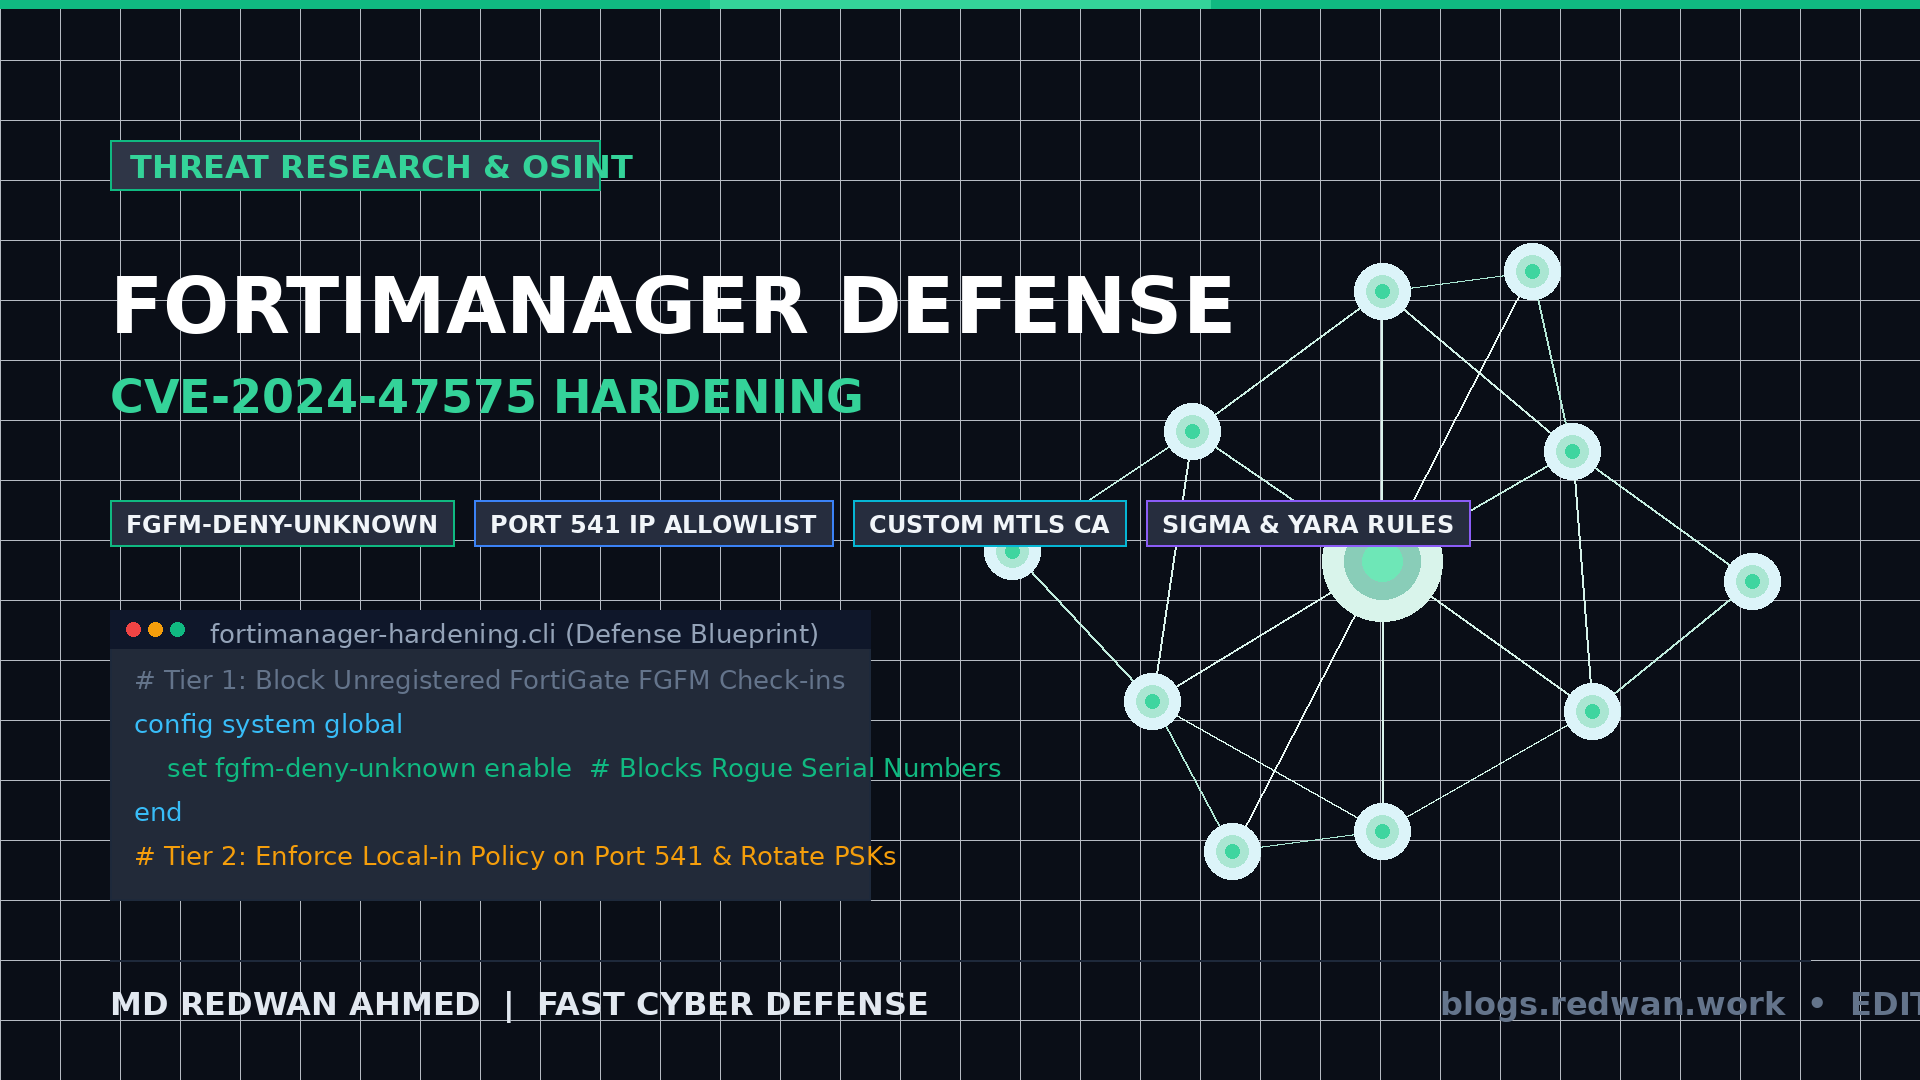 THREAT RESEARCH & OSINT
FORTIMANAGER DEFENSE
CVE-2024-47575 HARDENING
FGFM-DENY-UNKNOWN
PORT 541 IP ALLOWLIST
CUSTOM MTLS CA
SIGMA & YARA RULES
fortimanager-hardening.cli (Defense Blueprint)
# Tier 1: Block Unregistered FortiGate FGFM Check-ins
config system global
set fgfm-deny-unknown enable  # Blocks Rogue Serial Numbers
end
# Tier 2: Enforce Local-in Policy on Port 541 & Rotate PSKs
MD REDWAN AHMED | FAST CYBER DEFENSE
blogs.redwan.work •